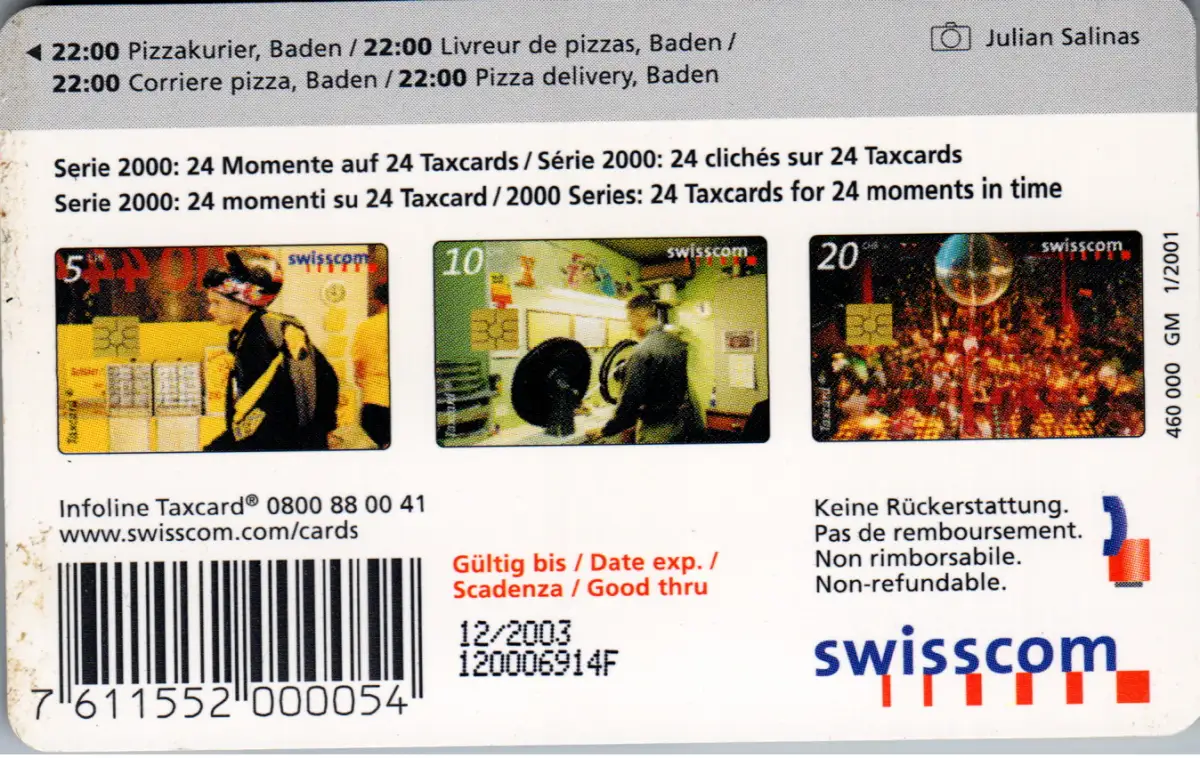 ◀ 22:00 Pizzakurier, Baden / 22:00 Livreur de pizzas, Baden /
22:00 Corriere pizza, Baden / 22:00 Pizza delivery, Baden
Julian Salinas
Serie 2000: 24 Momente auf 24 Taxcards / Série 2000: 24 clichés sur 24 Taxcards
Serie 2000: 24 momenti su 24 Taxcard / 2000 Series: 24 Taxcards for 24 moments in time
5 CHF
swisscom
Taxcard®
10
swisscom
Taxcard®
20 CHF
swisscom
Taxcard®
460 000 GM 1/2001
Infoline Taxcard® 0800 88 00 41
www.swisscom.com/cards
Gültig bis / Date exp. /
Scadenza / Good thru
12/2003
120006914F
Keine Rückerstattung.
Pas de remboursement.
Non rimborsabile.
Non-refundable.
swisscom
7 611552 000054